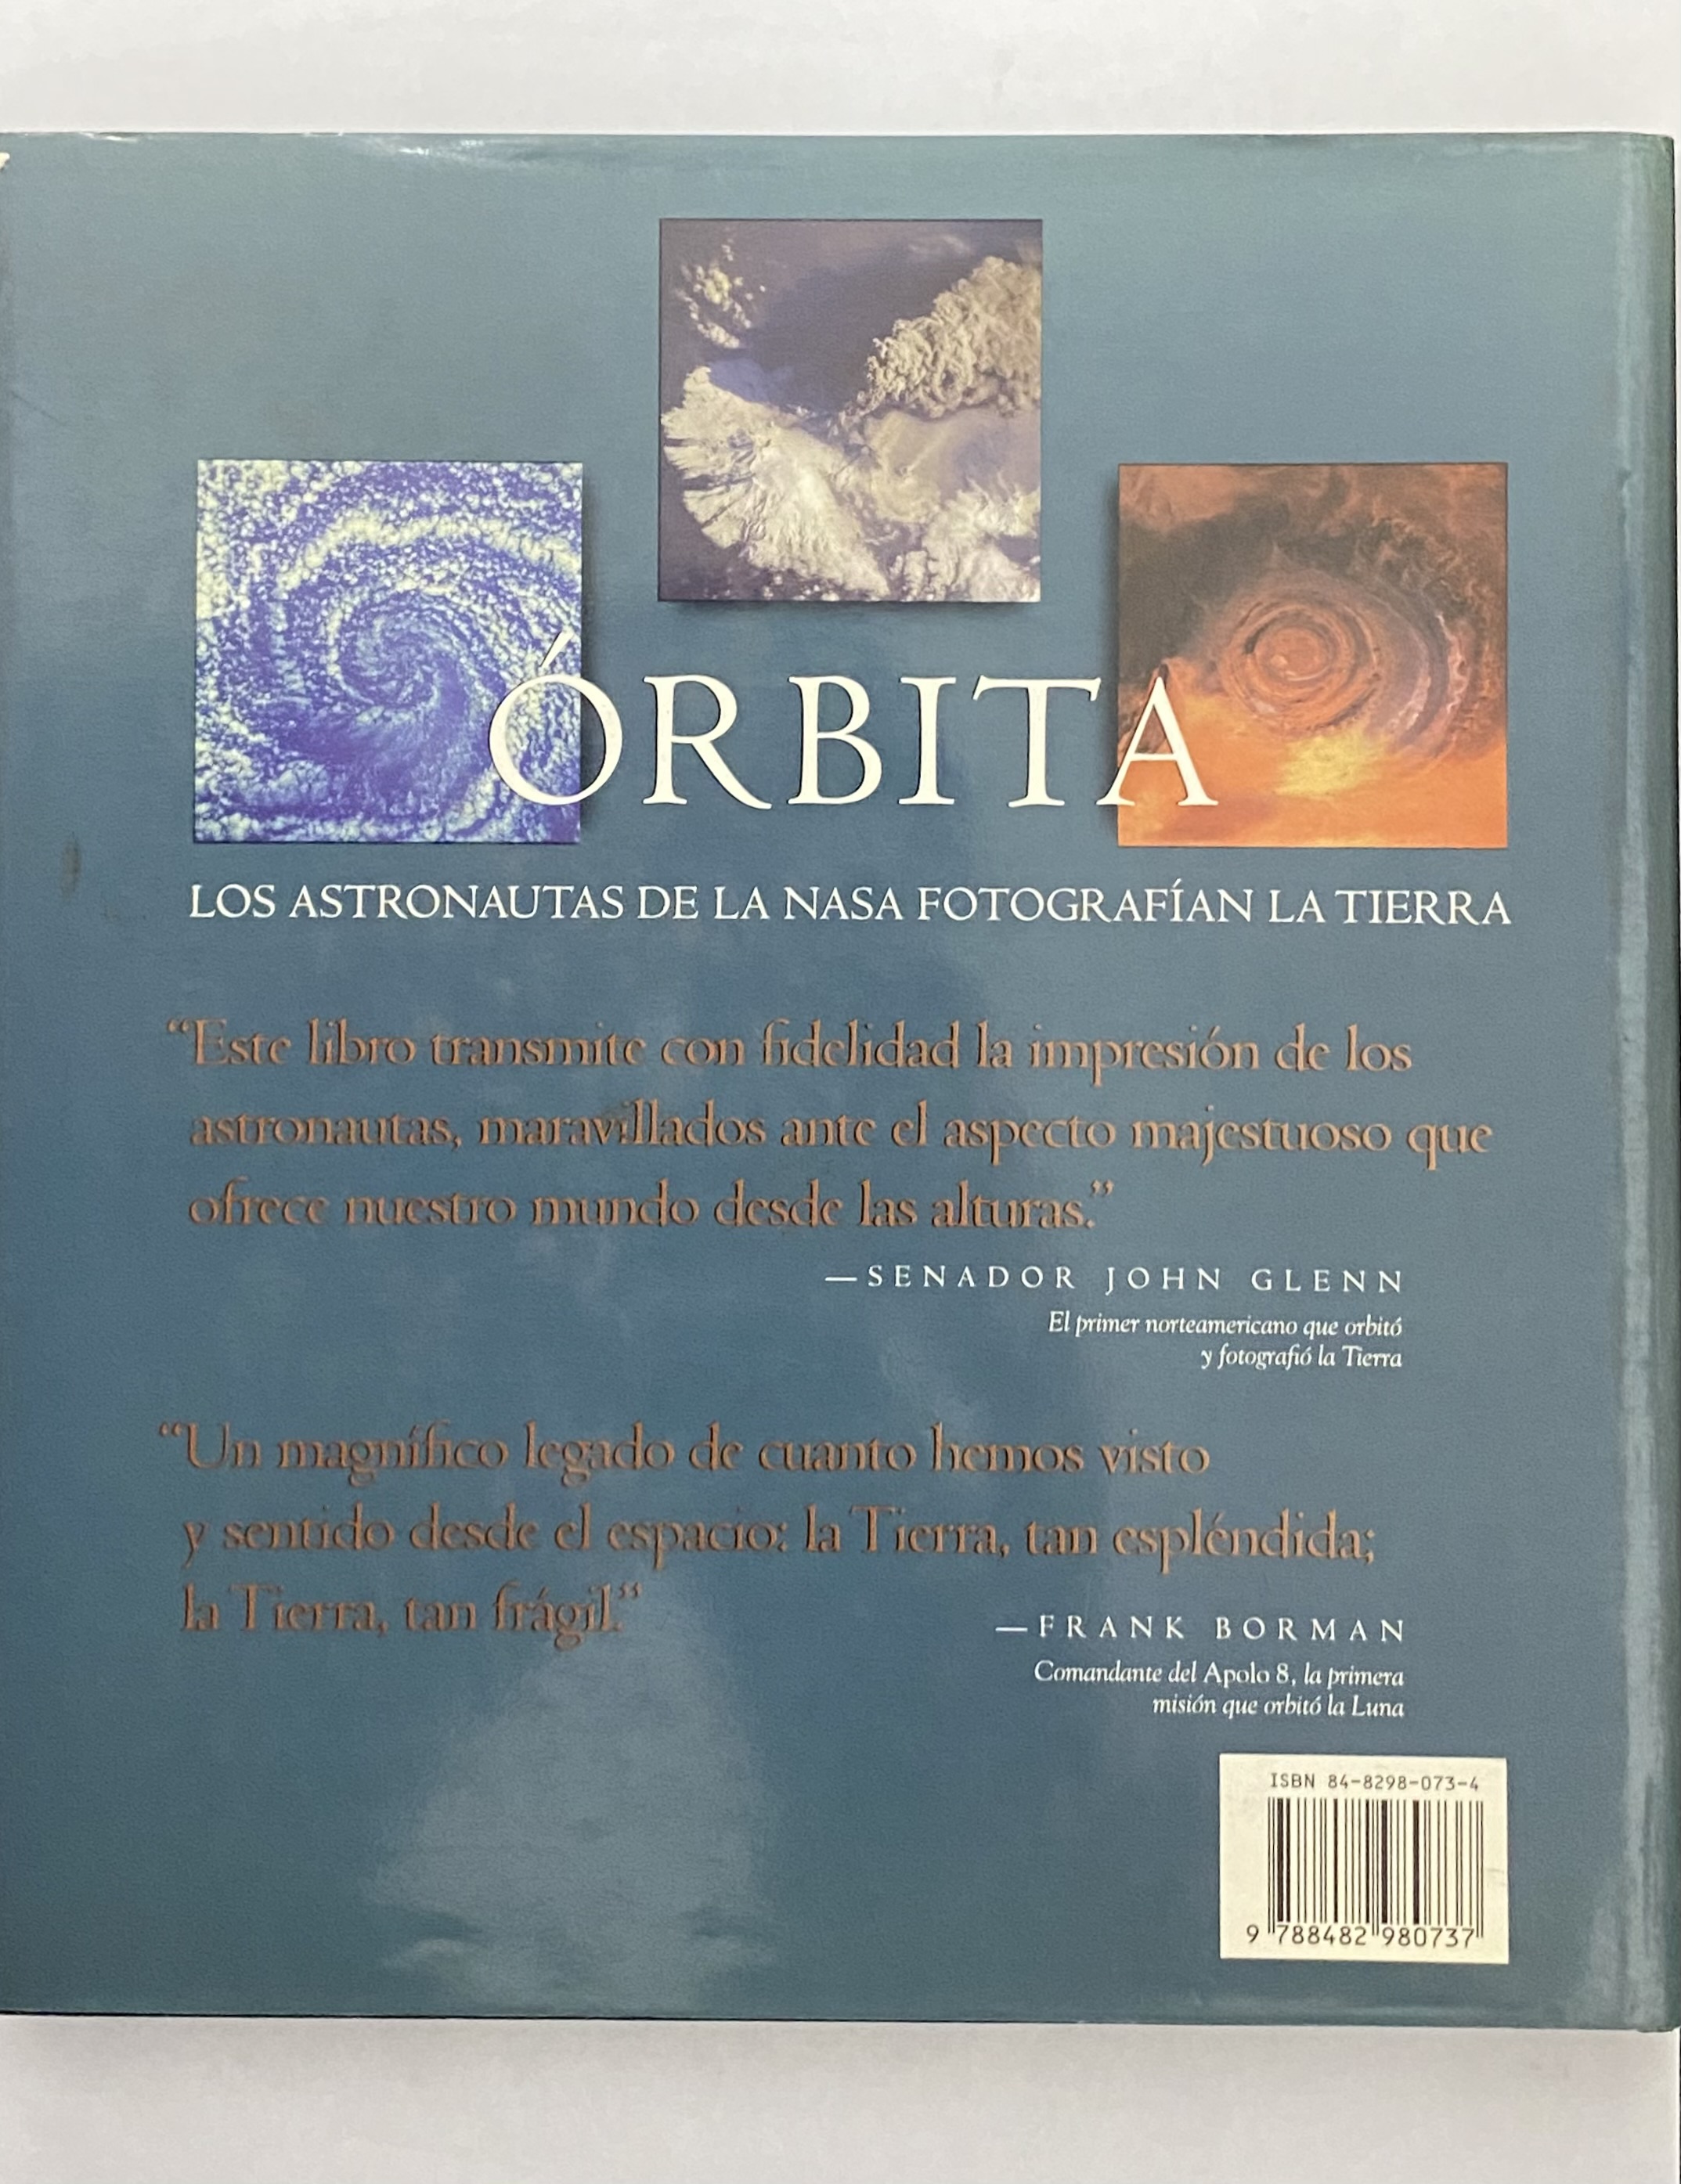 ÓRBITA
LOS ASTRONAUTAS DE LA NASA FOTOGRAFÍAN LA TIERRA
“Este libro transmite con fidelidad la impresión de los
astronautas, maravillados ante el aspecto majestuoso que
ofrece nuestro mundo desde las alturas.”
—SENADOR JOHN GLENN
El primer norteamericano que orbitó
y fotografió la Tierra
“Un magnífico legado de cuanto hemos visto
y sentido desde el espacio: la Tierra, tan espléndida;
la Tierra, tan frágil.”
—FRANK BORMAN
Comandante del Apolo 8, la primera
misión que orbitó la Luna
ISBN 84-8298-073-4
9 788482 980737